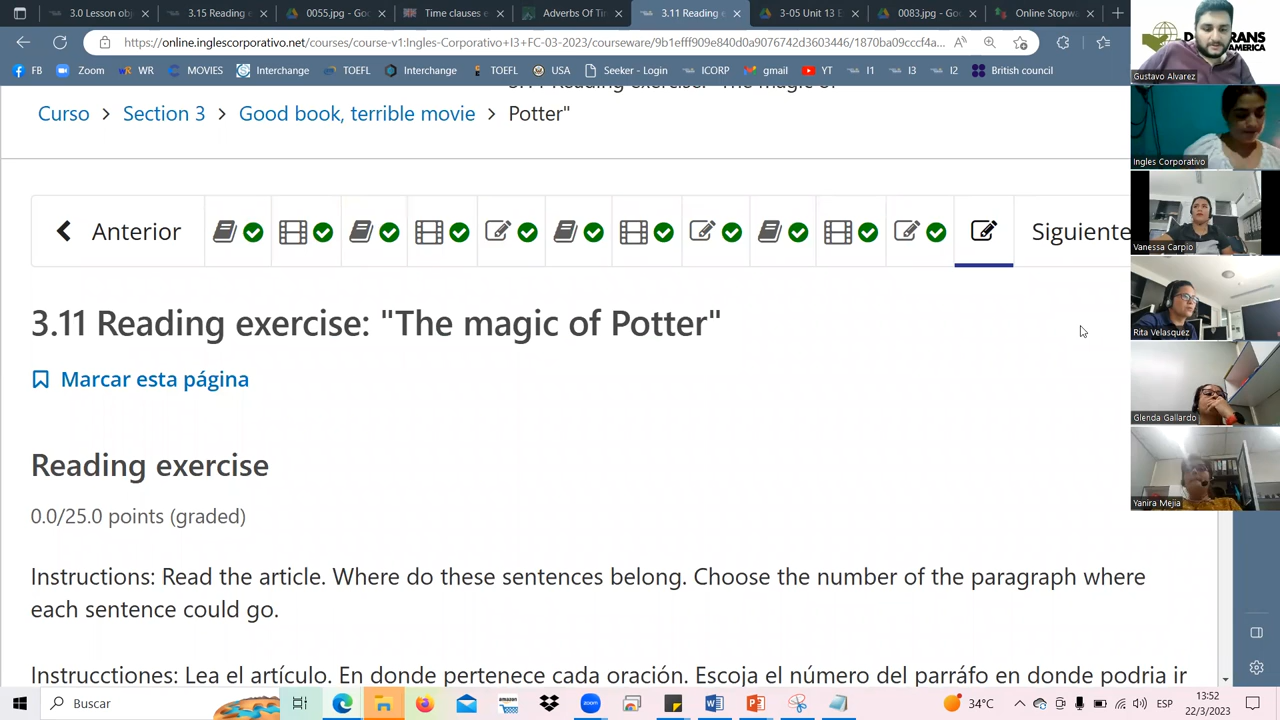 3.0 Lesson obj
3.15 Reading e
0055.jpg - Go
Time clauses e
Adverbs Of Ti
3.11 Reading e
3-05 Unit 13 E
0083.jpg - Go
Online Stopw
https://online.inglescorporativo.net/courses/course-v1:Ingles-Corporativo+I3+FC-03-2023/courseware/9b1efff909e840d0a9076742d3603446/1870ba09cccf4a...
FB
Zoom
WR
MOVIES
Interchange
TOEFL
Interchange
TOEFL
USA
Seeker - Login
ICORP
gmail
YT
I1
I3
I2
British council
Curso > Section 3 > Good book, terrible movie > Potter"
Anterior
Siguiente
3.11 Reading exercise: "The magic of Potter"
Marcar esta página
Reading exercise
0.0/25.0 points (graded)
Instructions: Read the article. Where do these sentences belong. Choose the number of the paragraph where
each sentence could go.
Instrucctiones: Lea el artículo. En donde pertenece cada oración. Escoja el número del parráfo en donde podria ir
Gustavo Alvarez
Ingles Corporativo
Vanessa Carpio
Rita Velasquez
Glenda Gallardo
Yanira Mejia
Buscar
amazon
zoom
34°C
ESP
13:52
22/3/2023